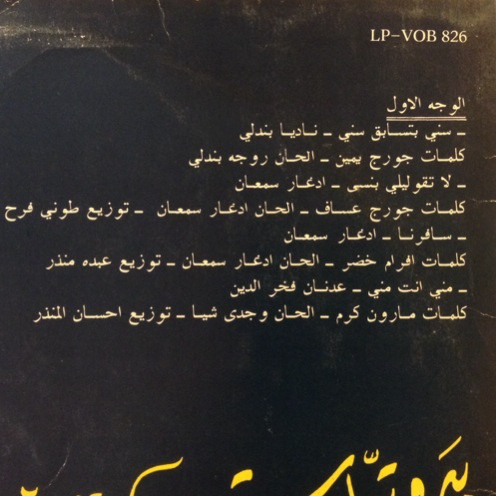 LP-VOB 826
الوجه الاول
ـ سني بتسابق سني ـ ناديا بندلي
كلمات جورج يمين ـ الحان روجه بندلي
ـ لا تقوليلي بنسى ـ ادغار سمعان
كلمات جورج عساف ـ الحان ادغار سمعان ـ توزيع طوني فرح
ـ سافرنا ـ ادغار سمعان
كلمات افرام خضر ـ الحان ادغار سمعان ـ توزيع عبده منذر
ـ مني انت مني ـ عدنان فخر الدين
كلمات مارون كرم ـ الحان وجدى شيا ـ توزيع احسان المنذر